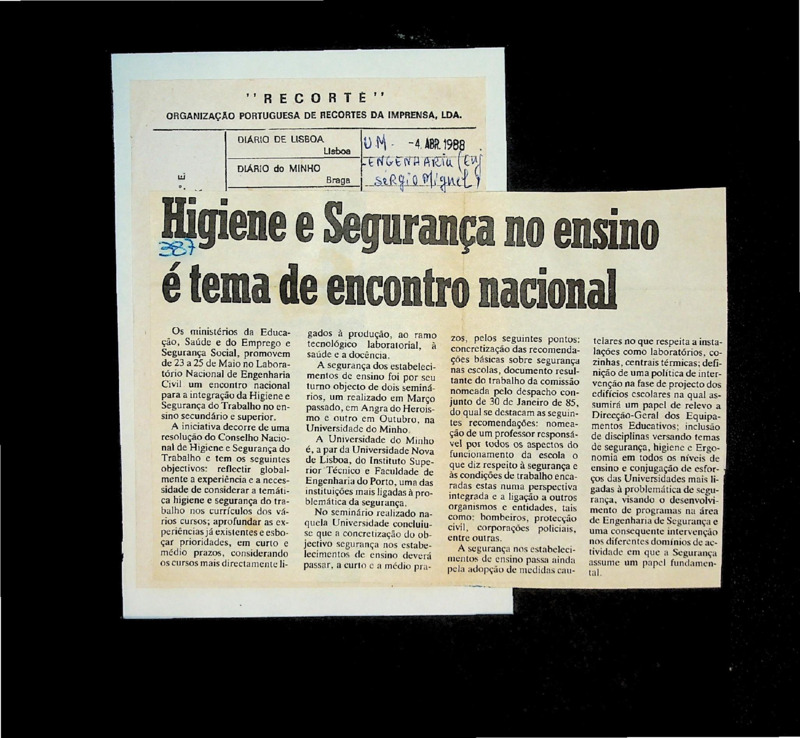 "RECORTE"
ORGANIZAÇÃO PORTUGUESA DE RECORTES DA IMPRENSA, LDA.
DIÁRIO DE LISBOA
Lisboa
DIÁRIO do MINHO
Braga
UM. -4. ABR. 1988
ENGENHARIA (Eng
Sérgio Miguel)
Higiene e Segurança no ensino
387
é tema de encontro nacional
Os ministérios da Educa-
ção, Saúde e do Emprego e
Segurança Social, promovem
de 23 a 25 de Maio no Labora-
tório Nacional de Engenharia
Civil um encontro nacional
para a integração da Higiene e
Segurança do Trabalho no en-
sino secundário e superior.
A iniciativa decorre de uma
resolução do Conselho Nacio-
nal de Higiene e Segurança do
Trabalho e tem os seguintes
objectivos: reflectir global-
mente a experiência e a neces-
sidade de considerar a temáti-
ca higiene e segurança do tra-
balho nos currículos dos vá-
rios cursos; aprofundar as ex-
periências já existentes e esbo-
çar prioridades, em curto e
médio prazos, considerando
os cursos mais directamente li-
gados à produção, ao ramo
tecnológico laboratorial, à
saúde e a docência.
A segurança dos estabeleci-
mentos de ensino foi por seu
turno objecto de dois seminá-
rios, um realizado em Março
passado, em Angra do Herois-
mo e outro em Outubro, na
Universidade do Minho.
A Universidade do Minho
é, a par da Universidade Nova
de Lisboa, do Instituto Supe-
rior Técnico e Faculdade de
Engenharia do Porto, uma das
instituições mais ligadas à pro-
blemática da segurança.
No seminário realizado na-
quela Universidade concluiu-
se que a concretização do ob-
jectivo segurança nos estabe-
lecimentos de ensino deverá
passar, a curto e a médio pra-
zos, pelos seguintes pontos:
concretização das recomenda-
ções básicas sobre segurança
nas escolas, documento resul-
tante do trabalho da comissão
nomeada pelo despacho con-
junto de 30 de Janeiro de 85,
do qual se destacam as seguin-
tes recomendações: nomea-
ção de um professor responsá-
vel por todos os aspectos do
funcionamento da escola o
que diz respeito à segurança e
às condições de trabalho enca-
radas estas numa perspectiva
integrada e a ligação a outros
organismos e entidades, tais
como: bombeiros, protecção
civil, corporações policiais,
entre outras.
A segurança nos estabeleci-
mentos de ensino passa ainda
pela adopção de medidas cau-
telares no que respeita a insta-
lações como laboratórios, co-
zinhas, centrais térmicas; defi-
nição de uma política de inter-
venção na fase de projecto dos
edifícios escolares na qual as-
sumirá um papel de relevo a
Direcção-Geral dos Equipa-
mentos Educativos; inclusão
de disciplinas versando temas
de segurança, higiene e Ergo-
nomia em todos os níveis de
ensino e conjugação de esfor-
ços das Universidades mais li-
gadas à problemática de segu-
rança, visando o desenvolvi-
mento de programas na área
de Engenharia de Segurança e
uma consequente intervenção
nos diferentes domínios de ac-
tividade em que a Segurança
assume um papel fundamen-
tal.